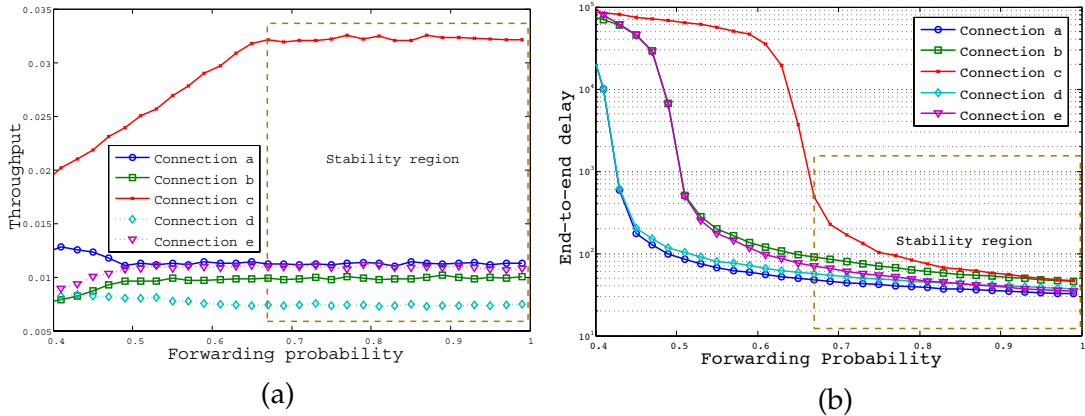 0.035
0.03
0.025
0.02
0.015
0.01
0.005
Throughput
Stability region
Connection a
Connection b
Connection c
Connection d
Connection e
0.4
0.5
0.6
0.7
0.8
0.9
1
Forwarding probability
(a)
10^5
10^4
10^3
10^2
10^1
End-to-end delay
Connection a
Connection b
Connection c
Connection d
Connection e
Stability region
0.4
0.5
0.6
0.7
0.8
0.9
1
Forwarding Probability
(b)